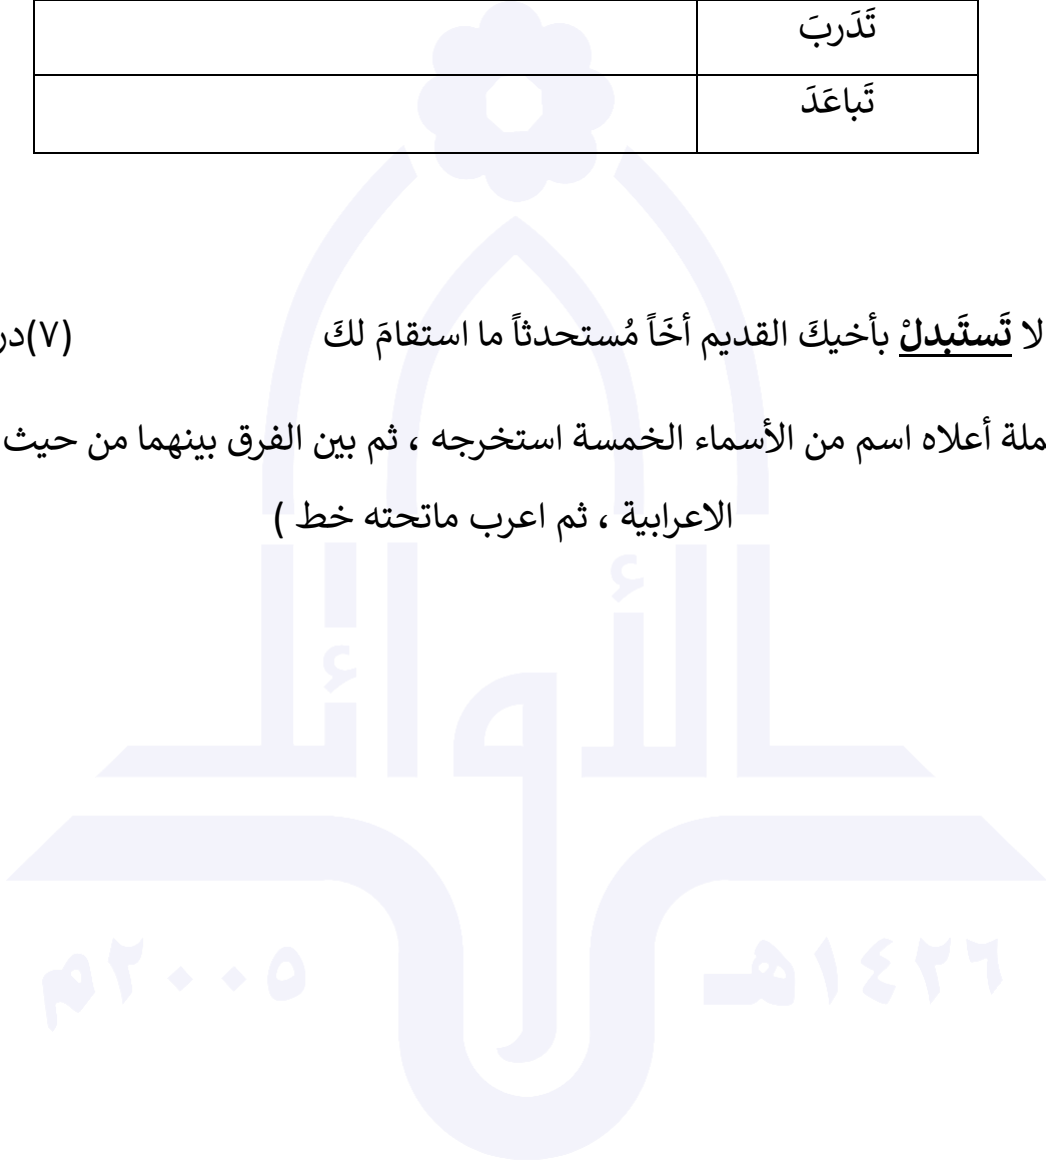 تَدَربَ
تَباعَدَ
لا تَستَبدلْ بأخيكَ القديم أخَاً مُستحدثاً ما استقامَ لكَ (٧)در
ملة أعلاه اسم من الأسماء الخمسة استخرجه ، ثم بين الفرق بينهما من حيث
الاعرابية ، ثم اعرب ماتحته خط )
الأوائل
١٤٢٦هـ ٢٠٠٥م